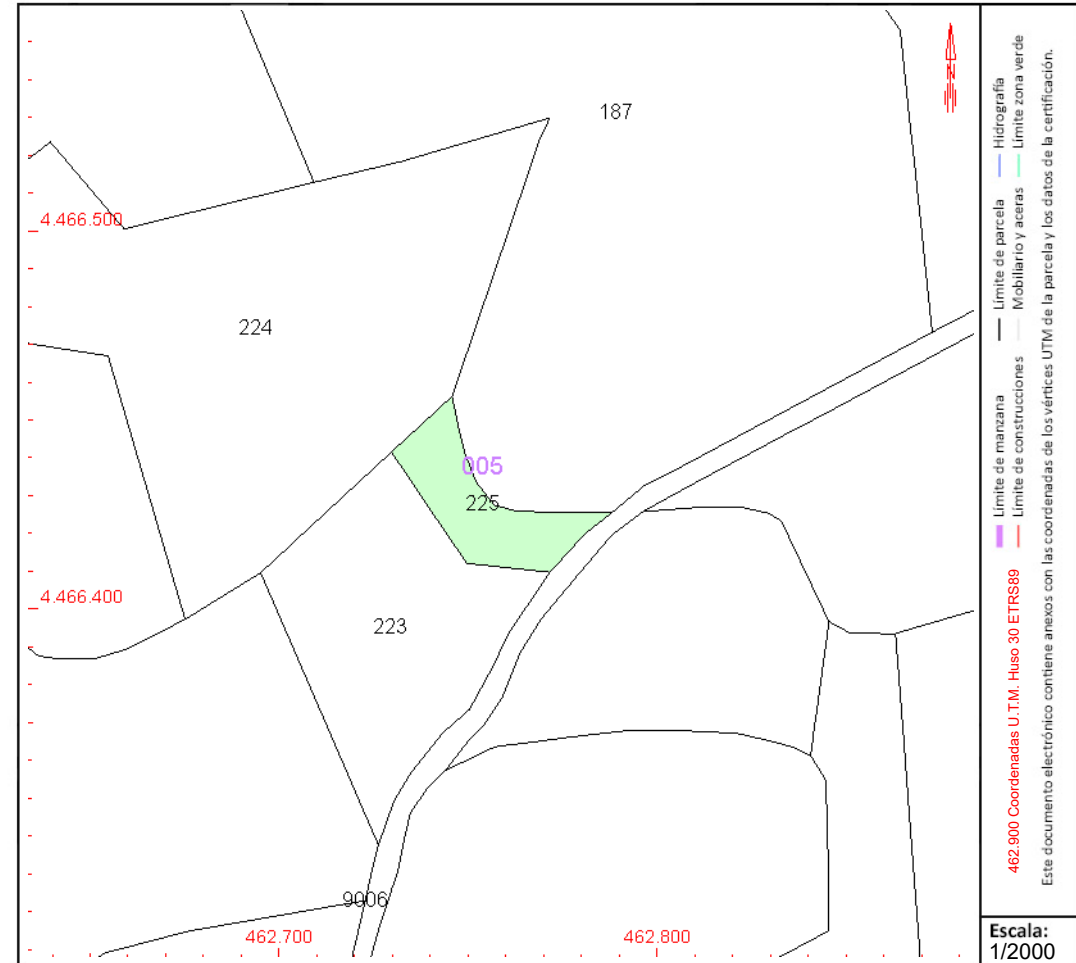 187
4.466.500
224
005
225
4.466.400
223
9006
462.700
462.800
N
Límite de manzana
Límite de parcela
Hidrografía
Límite de construcciones
Mobiliario y aceras
Límite zona verde
462.900 Coordenadas U.T.M. Huso 30 ETRS89
Este documento electrónico contiene anexos con las coordenadas de los vértices UTM de la parcela y los datos de la certificación.
Escala:
1/2000